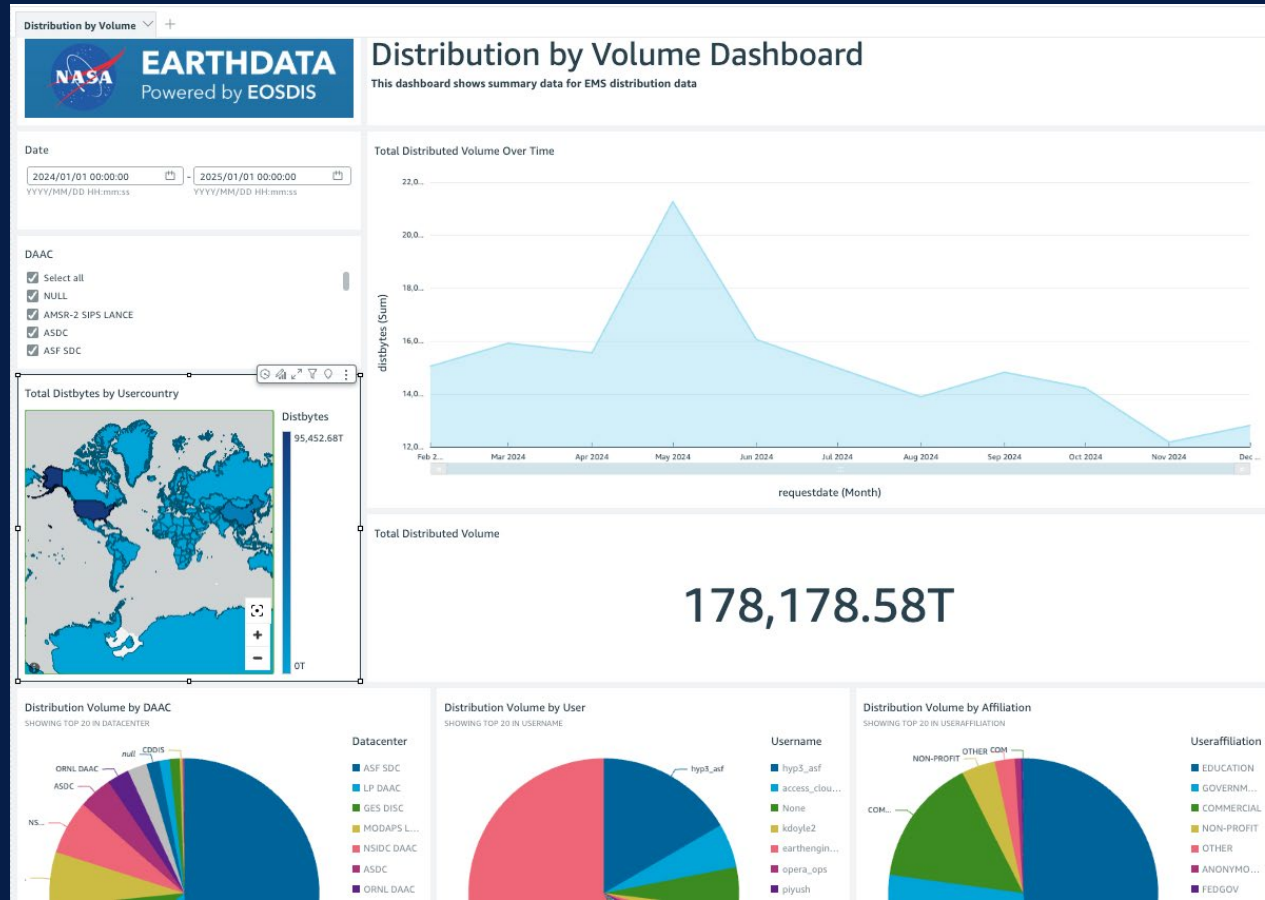 Distribution by Volume
NASA
EARTHDATA
Powered by EOSDIS
Distribution by Volume Dashboard
This dashboard shows summary data for EMS distribution data
Date
2024/01/01 00:00:00 - 2025/01/01 00:00:00
YYYY/MM/DD HH:mm:ss YYYY/MM/DD HH:mm:ss
DAAC
Select all
NULL
AMSR-2 SIPS LANCE
ASDC
ASF SDC
Total Distributed Volume Over Time
22,0...
20,0...
18,0...
16,0...
14,0...
12,0...
distbytes (Sum)
Feb 2... Mar 2024 Apr 2024 May 2024 Jun 2024 Jul 2024 Aug 2024 Sep 2024 Oct 2024 Nov 2024 Dec ...
requestdate (Month)
Total Distbytes by Usercountry
Distbytes
95,452.68T
0T
Total Distributed Volume
178,178.58T
Distribution Volume by DAAC
SHOWING TOP 20 IN DATACENTER
CDDIS
null
ORNL DAAC
ASDC
NS...
Datacenter
ASF SDC
LP DAAC
GES DISC
MODAPS L...
NSIDC DAAC
ASDC
ORNL DAAC
Distribution Volume by User
SHOWING TOP 20 IN USERNAME
hyp3_asf
Username
hyp3_asf
access_clou...
None
kdoyle2
earthengin...
opera_ops
piyush
Distribution Volume by Affiliation
SHOWING TOP 20 IN USERAFFILIATION
OTHER COM
NON-PROFIT
COM...
Useraffiliation
EDUCATION
GOVERNM...
COMMERCIAL
NON-PROFIT
OTHER
ANONYMO...
FEDGOV